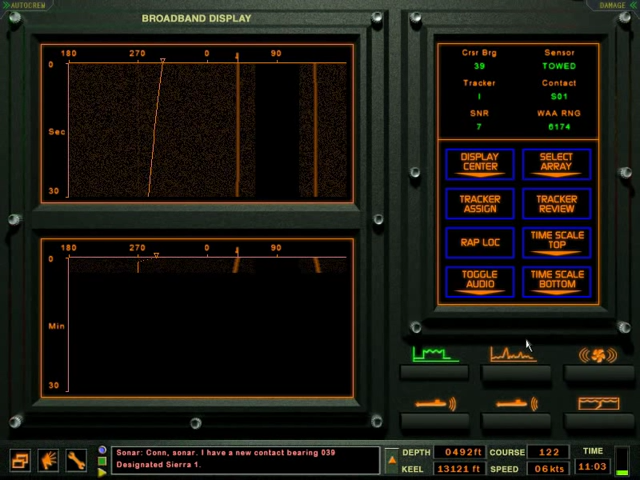 AUTOCREW
DAMAGE
BROADBAND DISPLAY
180 270 0 90
0
Sec
30
180 270 0 90
0
Min
30
Crsr Brg Sensor
39 TOWED
Tracker Contact
I S01
SNR WAA RNG
7 6174
DISPLAY CENTER
SELECT ARRAY
TRACKER ASSIGN
TRACKER REVIEW
RAP LOC
TIME SCALE TOP
TOGGLE AUDIO
TIME SCALE BOTTOM
Sonar: Conn, sonar. I have a new contact bearing 039
Designated Sierra 1.
DEPTH 0492ft COURSE 122 TIME
KEEL 13121ft SPEED 06kts 11:03